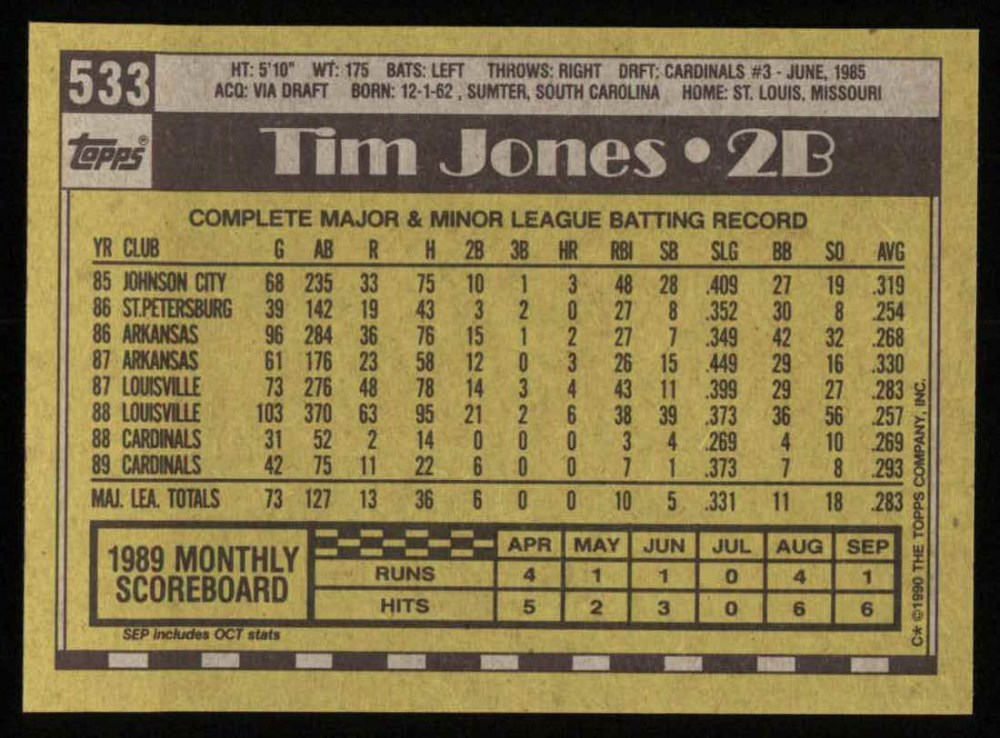 533
HT: 5'10" WT: 175 BATS: LEFT THROWS: RIGHT DRFT: CARDINALS #3 - JUNE, 1985
ACQ: VIA DRAFT BORN: 12-1-62 , SUMTER, SOUTH CAROLINA HOME: ST. LOUIS, MISSOURI
topps®
Tim Jones • 2B
COMPLETE MAJOR & MINOR LEAGUE BATTING RECORD
YR CLUB G AB R H 2B 3B HR RBI SB SLG BB SO AVG
85 JOHNSON CITY 68 235 33 75 10 1 3 48 28 .409 27 19 .319
86 ST.PETERSBURG 39 142 19 43 3 2 0 27 8 .352 30 8 .254
86 ARKANSAS 96 284 36 76 15 1 2 27 7 .349 42 32 .268
87 ARKANSAS 61 176 23 58 12 0 3 26 15 .449 29 16 .330
87 LOUISVILLE 73 276 48 78 14 3 4 43 11 .399 29 27 .283
88 LOUISVILLE 103 370 63 95 21 2 6 38 39 .373 36 56 .257
88 CARDINALS 31 52 2 14 0 0 0 3 4 .269 4 10 .269
89 CARDINALS 42 75 11 22 6 0 0 7 1 .373 7 8 .293
MAJ. LEA. TOTALS 73 127 13 36 6 0 0 10 5 .331 11 18 .283
1989 MONTHLY
SCOREBOARD
APR MAY JUN JUL AUG SEP
RUNS 4 1 1 0 4 1
HITS 5 2 3 0 6 6
SEP includes OCT stats
C* ©1990 THE TOPPS COMPANY, INC.